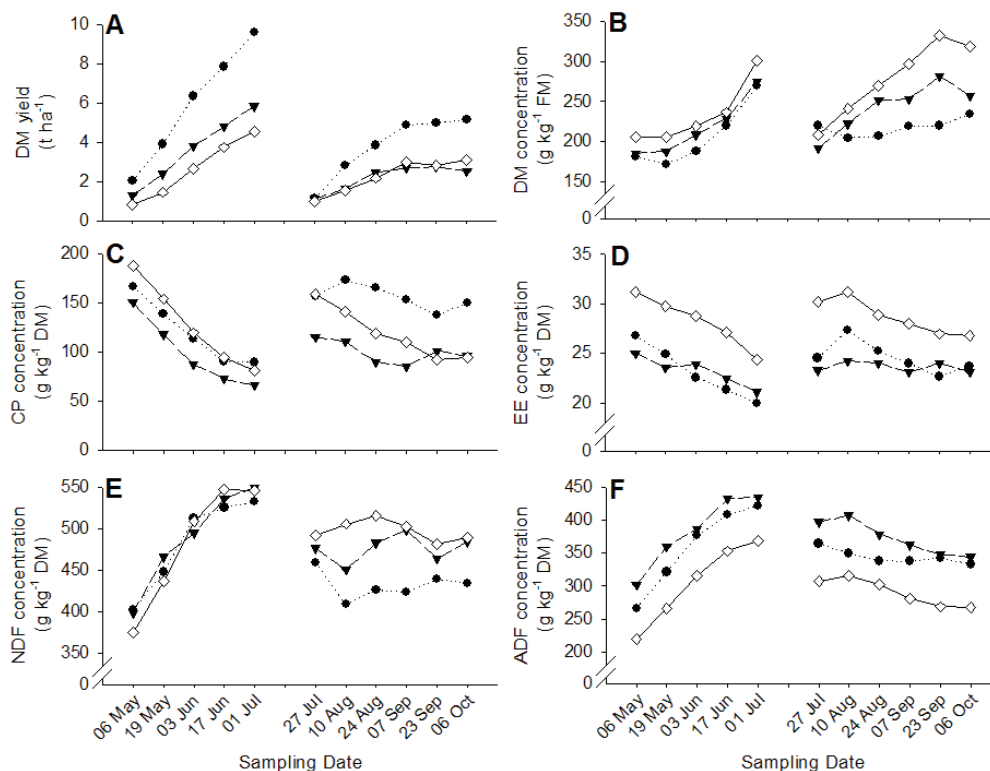 A
DM yield
(t ha⁻¹)
10
8
6
4
2
0
B
DM concentration
(g kg⁻¹ FM)
350
300
250
200
150
0
C
CP concentration
(g kg⁻¹ DM)
200
150
100
50
0
D
EE concentration
(g kg⁻¹ DM)
35
30
25
20
0
E
NDF concentration
(g kg⁻¹ DM)
550
500
450
400
350
0
06 May
19 May
03 Jun
17 Jun
01 Jul
27 Jul
10 Aug
24 Aug
07 Sep
23 Sep
06 Oct
Sampling Date
F
ADF concentration
(g kg⁻¹ DM)
450
400
350
300
250
200
0
06 May
19 May
03 Jun
17 Jun
01 Jul
27 Jul
10 Aug
24 Aug
07 Sep
23 Sep
06 Oct
Sampling Date